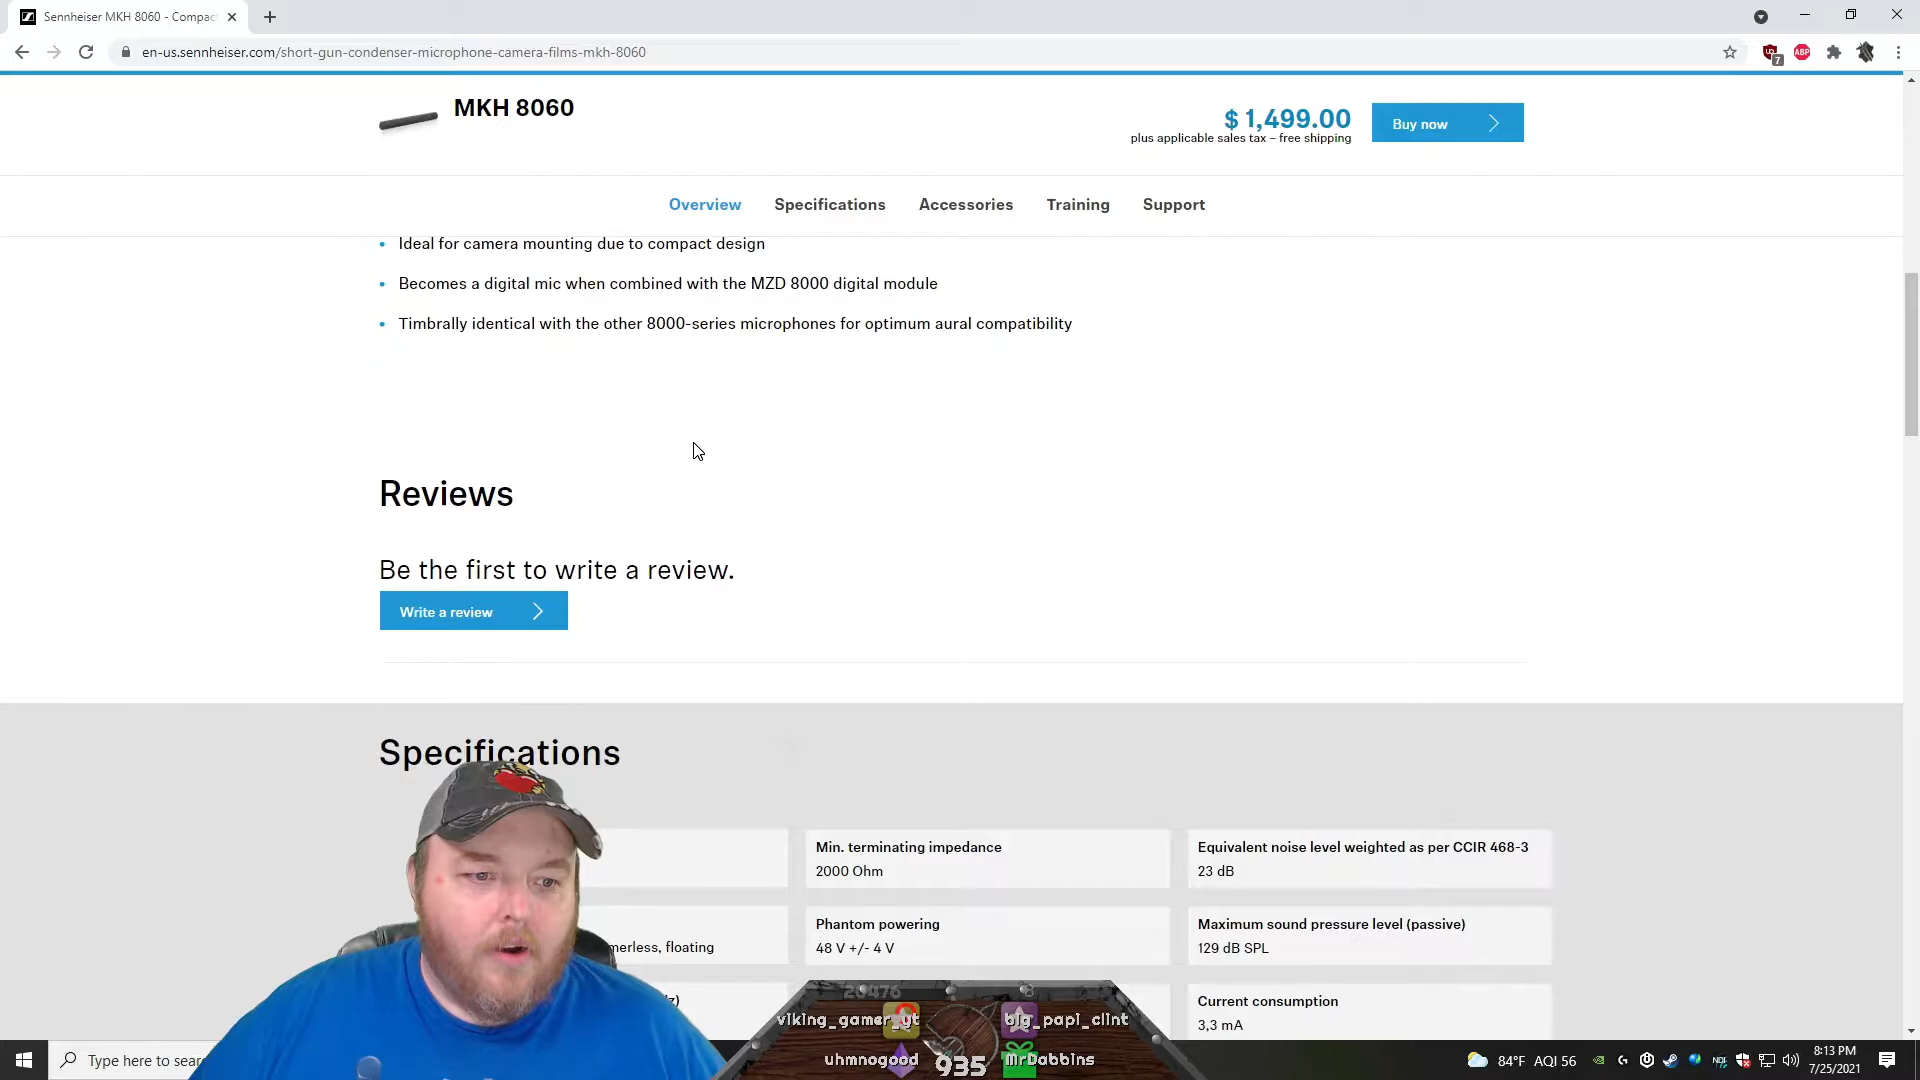 Sennheiser MKH 8060 - Compac
en-us.sennheiser.com/short-gun-condenser-microphone-camera-films-mkh-8060
7
ABP
MKH 8060
$ 1,499.00
plus applicable sales tax – free shipping
Buy now
Overview
Specifications
Accessories
Training
Support
Ideal for camera mounting due to compact design
Becomes a digital mic when combined with the MZD 8000 digital module
Timbrally identical with the other 8000-series microphones for optimum aural compatibility
Reviews
Be the first to write a review.
Write a review
Specifications
Min. terminating impedance
2000 Ohm
Equivalent noise level weighted as per CCIR 468-3
23 dB
merless, floating
Phantom powering
48 V +/- 4 V
Maximum sound pressure level (passive)
129 dB SPL
Current consumption
3,3 mA
20476
8
viking_gamer_yt
big_papi_clint
uhmnogood
935
MrDabbins
Type here to sear
84°F AQI 56
8:13 PM
7/25/2021